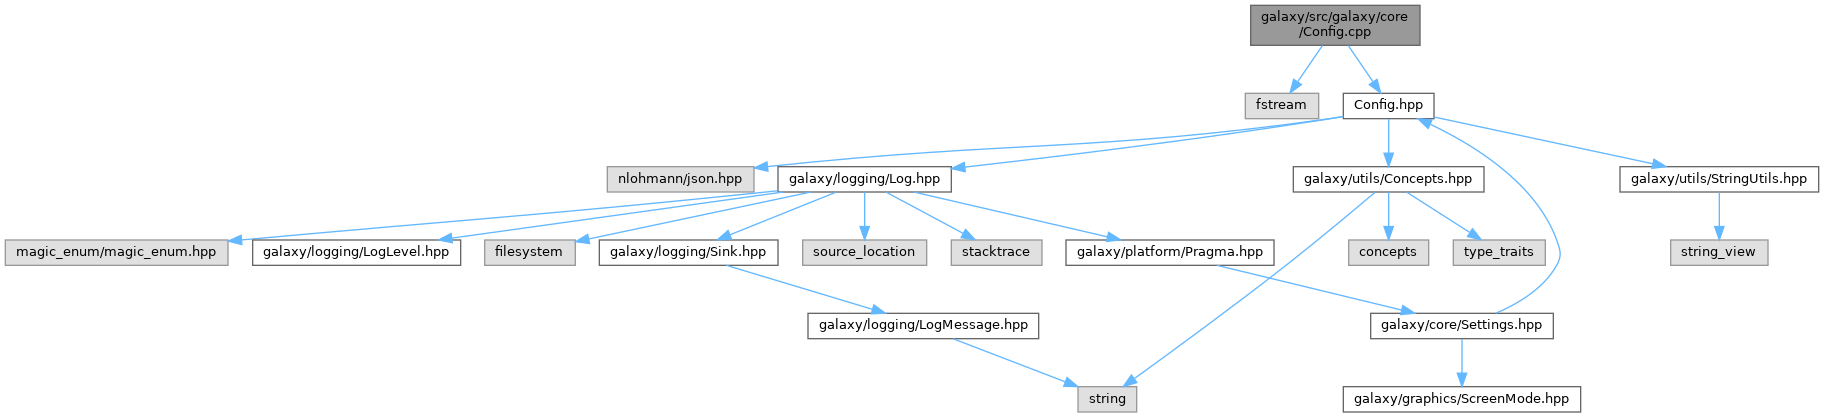 galaxy/src/galaxy/core
/Config.cpp
fstream
Config.hpp
nlohmann/json.hpp
galaxy/logging/Log.hpp
galaxy/utils/Concepts.hpp
galaxy/utils/StringUtils.hpp
magic_enum/magic_enum.hpp
galaxy/logging/LogLevel.hpp
filesystem
galaxy/logging/Sink.hpp
source_location
stacktrace
galaxy/platform/Pragma.hpp
concepts
type_traits
string_view
galaxy/logging/LogMessage.hpp
galaxy/core/Settings.hpp
string
galaxy/graphics/ScreenMode.hpp